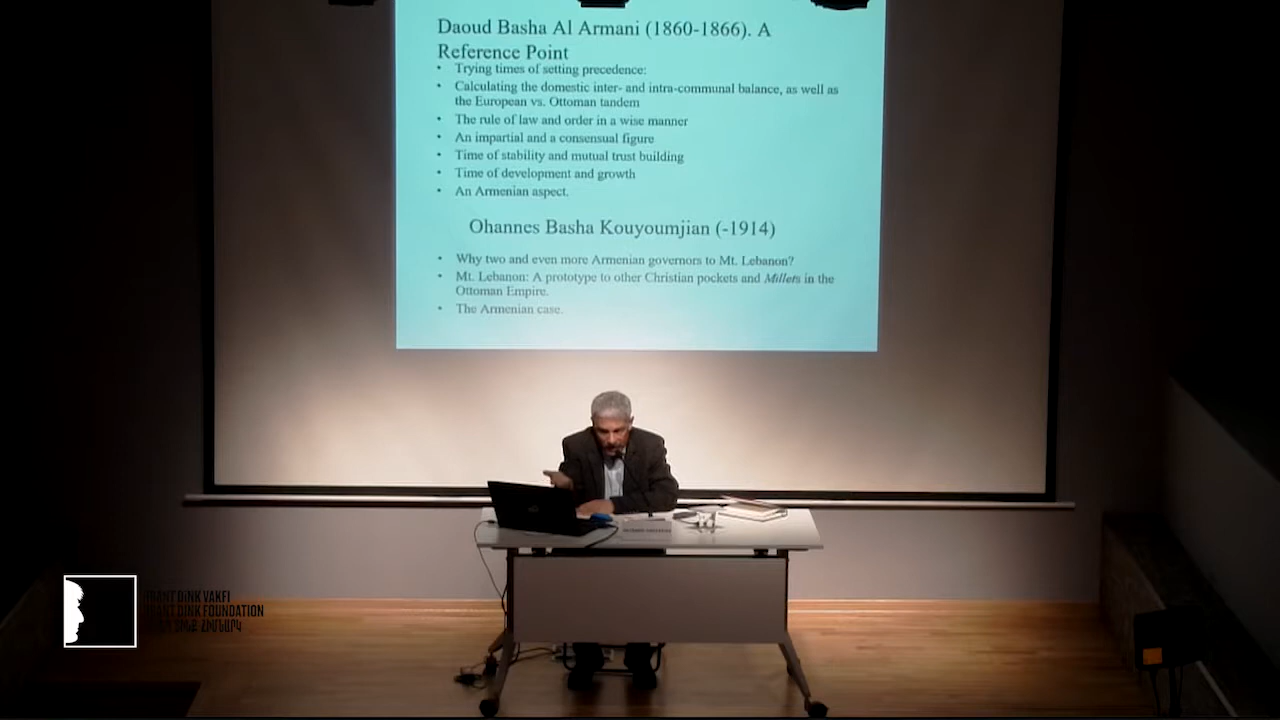 Daoud Basha Al Armani (1860-1866). A
Reference Point
• Trying times of setting precedence:
• Calculating the domestic inter- and intra-communal balance, as well as
the European vs. Ottoman tandem
• The rule of law and order in a wise manner
• An impartial and a consensual figure
• Time of stability and mutual trust building
• Time of development and growth
• An Armenian aspect.
Ohannes Basha Kouyoumjian (-1914)
• Why two and even more Armenian governors to Mt. Lebanon?
• Mt. Lebanon: A prototype to other Christian pockets and Millets in the
Ottoman Empire.
• The Armenian case.
HRANT DİNK VAKFI
HRANT DINK FOUNDATION